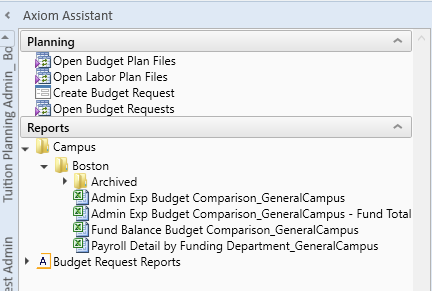 Axiom Assistant
Planning
Open Budget Plan Files
Open Labor Plan Files
Create Budget Request
Open Budget Requests
Reports
Campus
Boston
Archived
Admin Exp Budget Comparison_GeneralCampus
Admin Exp Budget Comparison_GeneralCampus - Fund Total
Fund Balance Budget Comparison_GeneralCampus
Payroll Detail by Funding Department_GeneralCampus
A Budget Request Reports
Tuition Planning Admin_ Bo
est Admin